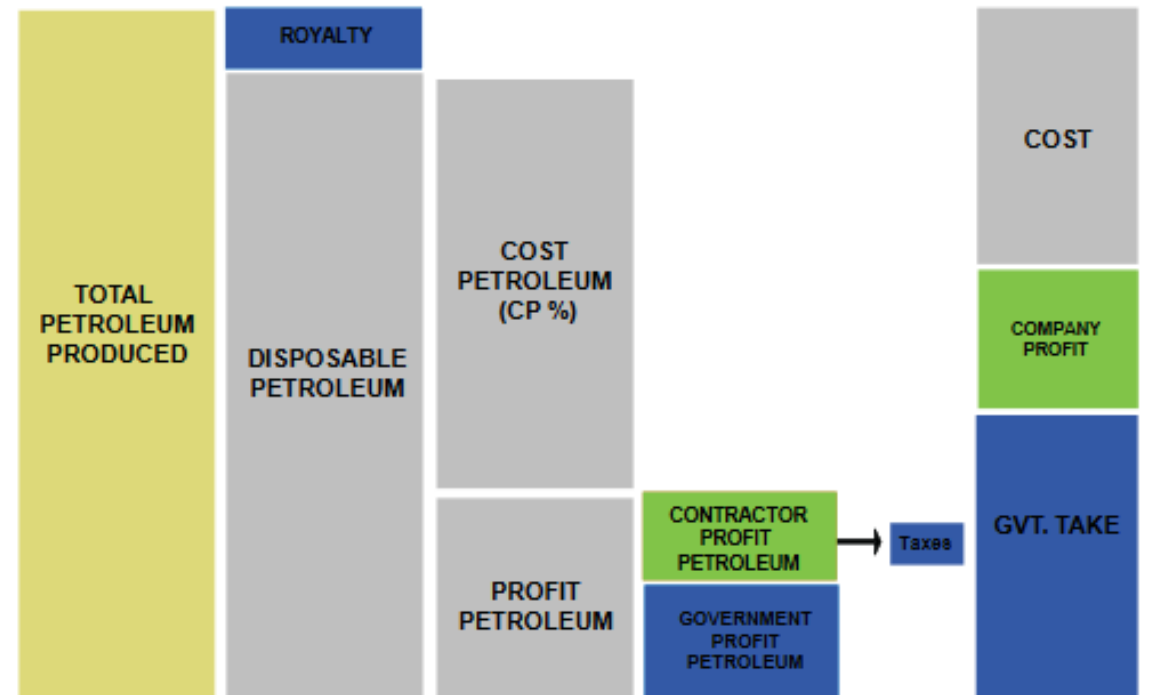 ROYALTY
TOTAL
PETROLEUM
PRODUCED
DISPOSABLE
PETROLEUM
COST
PETROLEUM
(CP %)
PROFIT
PETROLEUM
CONTRACTOR
PROFIT
PETROLEUM
GOVERNMENT
PROFIT
PETROLEUM
Taxes
COST
COMPANY
PROFIT
GVT. TAKE